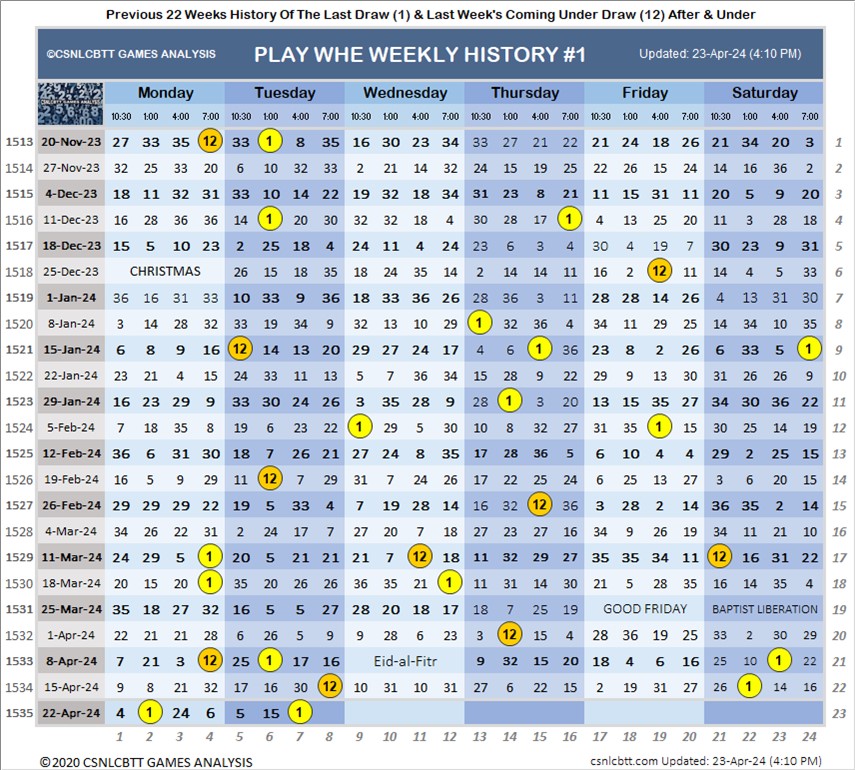 Previous 22 Weeks History Of The Last Draw (1) & Last Week's Coming Under Draw (12) After & Under
©CSNLCBTT GAMES ANALYSIS PLAY WHE WEEKLY HISTORY #1 Updated: 23-Apr-24 (4:10 PM)
Monday Tuesday Wednesday Thursday Friday Saturday
10:30 1:00 4:00 7:00 10:30 1:00 4:00 7:00 10:30 1:00 4:00 7:00 10:30 1:00 4:00 7:00 10:30 1:00 4:00 7:00 10:30 1:00 4:00 7:00
1513 20-Nov-23 27 33 35 12 33 1 8 35 16 30 23 34 33 27 21 22 21 24 18 26 21 34 20 3 1
1514 27-Nov-23 32 25 33 20 6 10 32 33 2 21 14 32 24 15 19 25 22 26 15 24 14 16 36 2 2
1515 4-Dec-23 18 11 32 31 33 10 14 22 19 32 18 34 31 23 8 21 11 15 31 11 20 5 9 20 3
1516 11-Dec-23 16 28 36 36 14 1 20 30 32 32 18 4 30 28 17 1 4 13 25 20 11 3 28 18 4
1517 18-Dec-23 15 5 10 23 2 25 18 4 24 11 4 24 23 6 3 4 30 4 19 7 30 23 9 31 5
1518 25-Dec-23 CHRISTMAS 26 15 18 35 18 24 35 14 2 14 14 11 16 2 12 11 14 4 5 33 6
1519 1-Jan-24 36 16 31 33 10 33 9 36 18 33 36 26 28 36 3 11 28 28 14 26 4 13 31 30 7
1520 8-Jan-24 3 14 28 32 33 19 34 9 32 13 10 29 1 32 36 4 34 11 29 25 14 34 10 35 8
1521 15-Jan-24 6 8 9 16 12 14 13 20 29 27 24 17 4 6 1 36 23 8 2 26 6 33 5 1 9
1522 22-Jan-24 23 21 4 15 24 33 11 13 5 7 36 34 15 28 9 22 29 9 13 30 31 26 26 9 10
1523 29-Jan-24 16 23 29 9 33 30 24 26 3 35 28 9 28 1 3 20 13 15 35 27 34 30 36 22 11
1524 5-Feb-24 7 18 35 8 19 6 23 22 1 29 5 30 10 8 32 27 31 35 1 15 30 25 14 19 12
1525 12-Feb-24 36 6 31 30 18 7 26 21 27 24 8 35 17 28 36 5 6 10 4 4 29 2 25 15 13
1526 19-Feb-24 16 5 9 29 11 12 7 29 31 7 24 26 17 22 25 24 6 25 13 27 3 6 20 15 14
1527 26-Feb-24 29 29 29 22 19 5 33 4 7 19 28 14 16 32 12 36 3 28 2 14 36 35 2 14 15
1528 4-Mar-24 34 26 22 31 2 24 24 7 27 20 7 18 27 23 27 16 34 9 26 19 34 11 21 10 16
1529 11-Mar-24 24 29 5 1 20 5 21 21 21 7 12 18 11 32 29 27 35 35 34 11 12 16 31 22 17
1530 18-Mar-24 20 15 20 1 35 20 26 26 36 35 21 1 11 31 14 30 21 5 28 35 16 14 35 4 18
1531 25-Mar-24 35 18 27 32 16 5 5 27 28 20 18 17 18 7 25 19 GOOD FRIDAY BAPTIST LIBERATION 19
1532 1-Apr-24 22 21 21 28 6 26 5 9 9 28 6 23 3 12 15 4 28 36 19 25 33 2 30 29 20
1533 8-Apr-24 7 21 3 12 25 1 17 16 Eid-al-Fitr 9 32 15 20 18 4 6 16 25 10 1 22 21
1534 15-Apr-24 9 8 21 32 17 16 30 12 10 31 10 31 27 6 22 15 2 19 31 27 26 1 14 16 22
1535 22-Apr-24 4 1 24 6 5 15 1 23
1 2 3 4 5 6 7 8 9 10 11 12 13 14 15 16 17 18 19 20 21 22 23 24
©2020 CSNLCBTT GAMES ANALYSIS csnlcbtt.com Updated: 23-Apr-24 (4:10 PM)